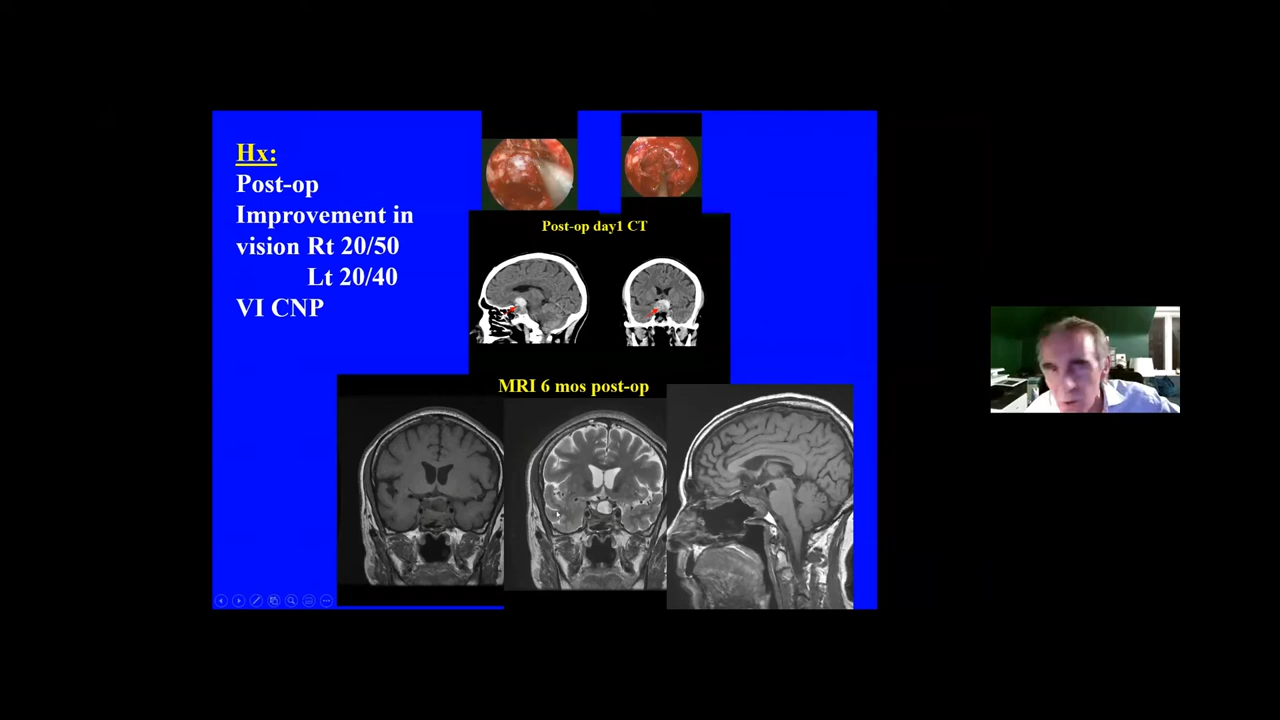 Hx:
Post-op
Improvement in
vision Rt 20/50
Lt 20/40
VI CNP
Post-op day1 CT
MRI 6 mos post-op